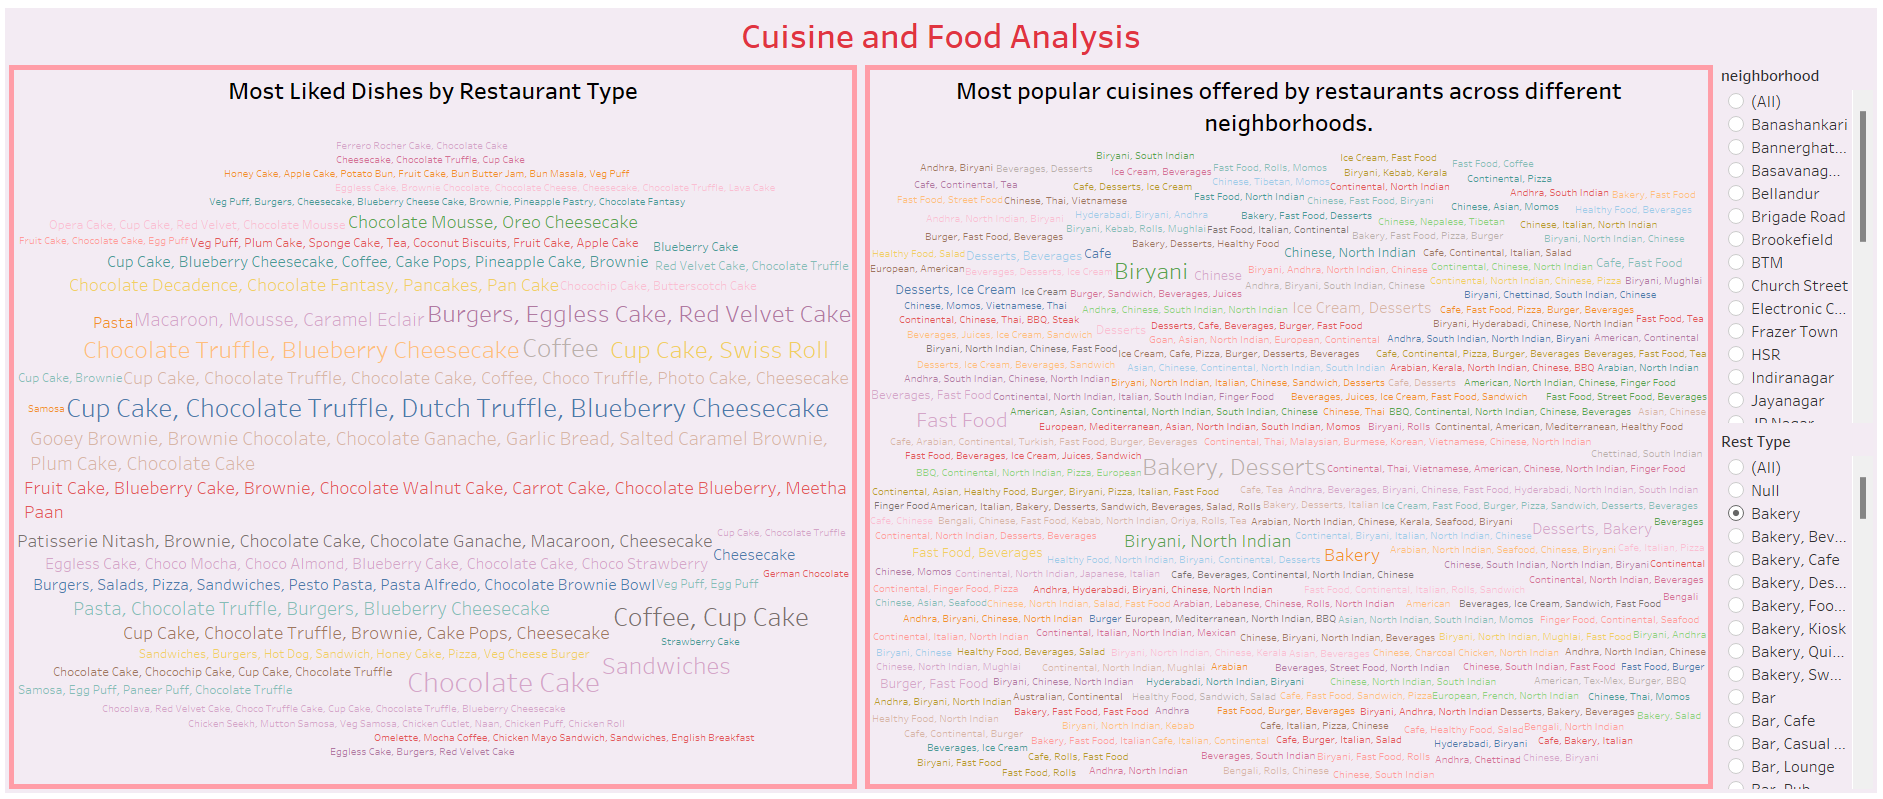 Cuisine and Food Analysis
Most Liked Dishes by Restaurant Type
Ferrero Rocher Cake, Chocolate Cake
Cheesecake, Chocolate Truffle, Cup Cake
Honey Cake, Apple Cake, Potato Bun, Fruit Cake, Bun Butter Jam, Bun Masala, Veg Puff
Eggless Cake, Brownie Chocolate, Chocolate Cheese, Cheesecake, Chocolate Truffle, Lava Cake
Veg Puff, Burgers, Cheesecake, Blueberry Cheese Cake, Brownie, Pineapple Pastry, Chocolate Fantasy
Opera Cake, Cup Cake, Red Velvet, Chocolate Mousse
Chocolate Mousse, Oreo Cheesecake
Fruit Cake, Chocolate Cake, Egg Puff
Veg Puff, Plum Cake, Sponge Cake, Tea, Coconut Biscuits, Fruit Cake, Apple Cake
Blueberry Cake
Cup Cake, Blueberry Cheesecake, Coffee, Cake Pops, Pineapple Cake, Brownie
Red Velvet Cake, Chocolate Truffle
Chocolate Decadence, Chocolate Fantasy, Pancakes, Pan Cake
Chocochip Cake, Butterscotch Cake
Pasta
Macaroon, Mousse, Caramel Eclair
Burgers, Eggless Cake, Red Velvet Cake
Chocolate Truffle, Blueberry Cheesecake
Coffee
Cup Cake, Swiss Roll
Cup Cake, Brownie
Cup Cake, Chocolate Truffle, Chocolate Cake, Coffee, Choco Truffle, Photo Cake, Cheesecake
Samosa
Cup Cake, Chocolate Truffle, Dutch Truffle, Blueberry Cheesecake
Gooey Brownie, Brownie Chocolate, Chocolate Ganache, Garlic Bread, Salted Caramel Brownie,
Plum Cake, Chocolate Cake
Fruit Cake, Blueberry Cake, Brownie, Chocolate Walnut Cake, Carrot Cake, Chocolate Blueberry, Meetha
Paan
Cup Cake, Chocolate Truffle
Patisserie Nitash, Brownie, Chocolate Cake, Chocolate Ganache, Macaroon, Cheesecake
Cheesecake
Eggless Cake, Choco Mocha, Choco Almond, Blueberry Cake, Chocolate Cake, Choco Strawberry
German Chocolate
Burgers, Salads, Pizza, Sandwiches, Pesto Pasta, Pasta Alfredo, Chocolate Brownie Bowl
Veg Puff, Egg Puff
Pasta, Chocolate Truffle, Burgers, Blueberry Cheesecake
Coffee, Cup Cake
Cup Cake, Chocolate Truffle, Brownie, Cake Pops, Cheesecake
Strawberry Cake
Sandwiches, Burgers, Hot Dog, Sandwich, Honey Cake, Pizza, Veg Cheese Burger
Sandwiches
Chocolate Cake, Chocochip Cake, Cup Cake, Chocolate Truffle
Chocolate Cake
Samosa, Egg Puff, Paneer Puff, Chocolate Truffle
Chocolava, Red Velvet Cake, Choco Truffle Cake, Cup Cake, Chocolate Truffle, Blueberry Cheesecake
Chicken Seekh, Mutton Samosa, Veg Samosa, Chicken Cutlet, Naan, Chicken Puff, Chicken Roll
Omelette, Mocha Coffee, Chicken Mayo Sandwich, Sandwiches, English Breakfast
Eggless Cake, Burgers, Red Velvet Cake
Most popular cuisines offered by restaurants across different
neighborhoods.
Biryani, South Indian
Ice Cream, Fast Food
Andhra, Biryani
Beverages, Desserts
Ice Cream, Beverages
Fast Food, Rolls, Momos
Biryani, Kebab, Kerala
Fast Food, Coffee
Cafe, Continental, Tea
Cafe, Desserts, Ice Cream
Chinese, Tibetan, Momos
Continental, North Indian
Continental, Pizza
Fast Food, Street Food
Chinese, Thai, Vietnamese
Fast Food, North Indian
Chinese, Fast Food, Biryani
Andhra, South Indian
Bakery, Fast Food
Chinese, Asian, Momos
Healthy Food, Beverages
Andhra, North Indian, Biryani
Hyderabadi, Biryani, Andhra
Bakery, Fast Food, Desserts
Chinese, Nepalese, Tibetan
Chinese, Italian, North Indian
Burger, Fast Food, Beverages
Biryani, Kebab, Rolls, Mughlai
Fast Food, Italian, Continental
Bakery, Fast Food, Pizza, Burger
Biryani, North Indian, Chinese
Bakery, Desserts, Healthy Food
Healthy Food, Salad
Desserts, Beverages
Cafe
Chinese, North Indian
Cafe, Continental, Italian, Salad
European, American
Beverages, Desserts, Ice Cream
Biryani
Chinese
Biryani, Andhra, North Indian, Chinese
Continental, Chinese, North Indian
Cafe, Fast Food
Desserts, Ice Cream
Ice Cream
Burger, Sandwich, Beverages, Juices
Andhra, Biryani, South Indian, Chinese
Continental, North Indian, Chinese, Pizza
Biryani, Mughlai
Biryani, Chettinad, South Indian, Chinese
Chinese, Momos, Vietnamese, Thai
Andhra, Chinese, South Indian, North Indian
Ice Cream, Desserts
Cafe, Fast Food, Pizza, Burger, Beverages
Continental, Chinese, Thai, BBQ, Steak
Desserts
Desserts, Cafe, Beverages, Burger, Fast Food
Biryani, Hyderabadi, Chinese, North Indian
Fast Food, Tea
Beverages, Juices, Ice Cream, Sandwich
Goan, Asian, North Indian, European, Continental
Andhra, South Indian, North Indian, Biryani
American, Continental
Biryani, North Indian, Chinese, Fast Food
Ice Cream, Cafe, Pizza, Burger, Desserts, Beverages
Cafe, Continental, Pizza, Burger, Beverages
Beverages, Fast Food, Tea
Desserts, Ice Cream, Beverages, Sandwich
Asian, Chinese, Continental, North Indian, South Indian
Arabian, Kerala, North Indian, Chinese, BBQ
Arabian, North Indian
Andhra, South Indian, Chinese, North Indian
Biryani, North Indian, Italian, Chinese, Sandwich, Desserts
Cafe, Desserts
American, North Indian, Chinese, Finger Food
Beverages, Fast Food
Continental, North Indian, Italian, South Indian, Finger Food
Beverages, Juices, Ice Cream, Fast Food, Sandwich
Fast Food, Street Food, Beverages
Fast Food
American, Asian, Continental, North Indian, South Indian, Chinese
Chinese, Thai
BBQ, Continental, North Indian, Chinese, Beverages
Asian, Chinese
European, Mediterranean, Asian, North Indian, South Indian, Momos
Biryani, Rolls
Continental, American, Mediterranean, Healthy Food
Cafe, Arabian, Continental, Turkish, Fast Food, Burger, Beverages
Continental, Thai, Malaysian, Burmese, Korean, Vietnamese, Chinese, North Indian
Fast Food, Beverages, Ice Cream, Juices, Sandwich
Chettinad, South Indian
BBQ, Continental, North Indian, Pizza, European
Bakery, Desserts
Continental, Thai, Vietnamese, American, Chinese, North Indian, Finger Food
Continental, Asian, Healthy Food, Burger, Biryani, Pizza, Italian, Fast Food
Cafe, Tea
Andhra, Beverages, Biryani, Chinese, Fast Food, Hyderabadi, North Indian, South Indian
Finger Food
American, Italian, Bakery, Desserts, Sandwich, Beverages, Salad, Rolls
Bakery, Desserts, Italian
Ice Cream, Fast Food, Burger, Pizza, Sandwich, Desserts, Beverages
Cafe, Chinese
Bengali, Chinese, Fast Food, Kebab, North Indian, Oriya, Rolls, Tea
Arabian, North Indian, Chinese, Kerala, Seafood, Biryani
Desserts, Bakery
Beverages
Continental, North Indian, Desserts, Beverages
Biryani, North Indian
Continental, Biryani, Italian, North Indian, Chinese
Fast Food, Beverages
Bakery
Arabian, North Indian, Seafood, Chinese, Biryani
Cafe, Italian, Pizza
Healthy Food, North Indian, Biryani, Continental, Desserts
Chinese, South Indian, North Indian, Biryani
Continental
Chinese, Momos
Continental, North Indian, Japanese, Italian
Cafe, Beverages, Continental, North Indian, Chinese
Continental, North Indian, Beverages
Continental, Finger Food, Pizza
Andhra, Hyderabadi, Biryani, Chinese, North Indian
Fast Food, Continental, Italian, Rolls, Sandwich
Bengali
Chinese, Asian, Seafood
Chinese, North Indian, Salad, Fast Food
Arabian, Lebanese, Chinese, Rolls, North Indian
American
Beverages, Ice Cream, Sandwich, Fast Food
Andhra, Biryani, Chinese, North Indian
Burger
European, Mediterranean, North Indian, BBQ
Asian, North Indian, South Indian, Momos
Finger Food, Continental, Seafood
Continental, Italian, North Indian
Continental, Italian, North Indian, Mexican
Chinese, Biryani, North Indian, Beverages
Biryani, North Indian, Mughlai, Fast Food
Biryani, Andhra
Biryani, Chinese
Healthy Food, Beverages, Salad
Biryani, North Indian, Chinese, Kerala
Asian, Beverages
Chinese, Charcoal Chicken, North Indian
Andhra, North Indian, Chinese
Chinese, North Indian, Mughlai
Continental, North Indian, Mughlai
Arabian
Beverages, Street Food, North Indian
Chinese, South Indian, Fast Food
Fast Food, Burger
Burger, Fast Food
Biryani, Chinese, North Indian
Hyderabadi, North Indian, Biryani
Chinese, North Indian, South Indian
American, Tex-Mex, Burger, BBQ
Andhra, Biryani, North Indian
Australian, Continental
Healthy Food, Sandwich, Salad
Cafe, Fast Food, Sandwich, Pizza
European, French, North Indian
Chinese, Thai, Momos
Healthy Food, North Indian
Bakery, Fast Food, Fast Food
Andhra
Fast Food, Burger, Beverages
Biryani, Andhra, North Indian
Desserts, Bakery, Beverages
Bakery, Salad
Biryani, North Indian, Kebab
Cafe, Italian, Pizza, Chinese
Cafe, Healthy Food, Salad
Bengali, North Indian
Cafe, Continental, Burger
Bakery, Fast Food, Italian
Cafe, Italian, Continental
Cafe, Burger, Italian, Salad
Hyderabadi, Biryani
Cafe, Bakery, Italian
Beverages, Ice Cream
Cafe, Fast Food, Rolls
Beverages, South Indian
Biryani, Fast Food, Rolls
Andhra, Chettinad
Chinese, Biryani
Biryani, Fast Food
Fast Food, Rolls
Andhra, North Indian
Bengali, Rolls, Chinese
Chinese, South Indian
neighborhood
(All)
Banashankari
Bannerghat...
Basavanag...
Bellandur
Brigade Road
Brookefield
BTM
Church Street
Electronic C...
Frazer Town
HSR
Indiranagar
Jayanagar
JP Nagar
Rest Type
(All)
Null
Bakery
Bakery, Bev...
Bakery, Cafe
Bakery, Des...
Bakery, Foo...
Bakery, Kiosk
Bakery, Qui...
Bakery, Sw...
Bar
Bar, Cafe
Bar, Casual ...
Bar, Lounge
Bar, Pub